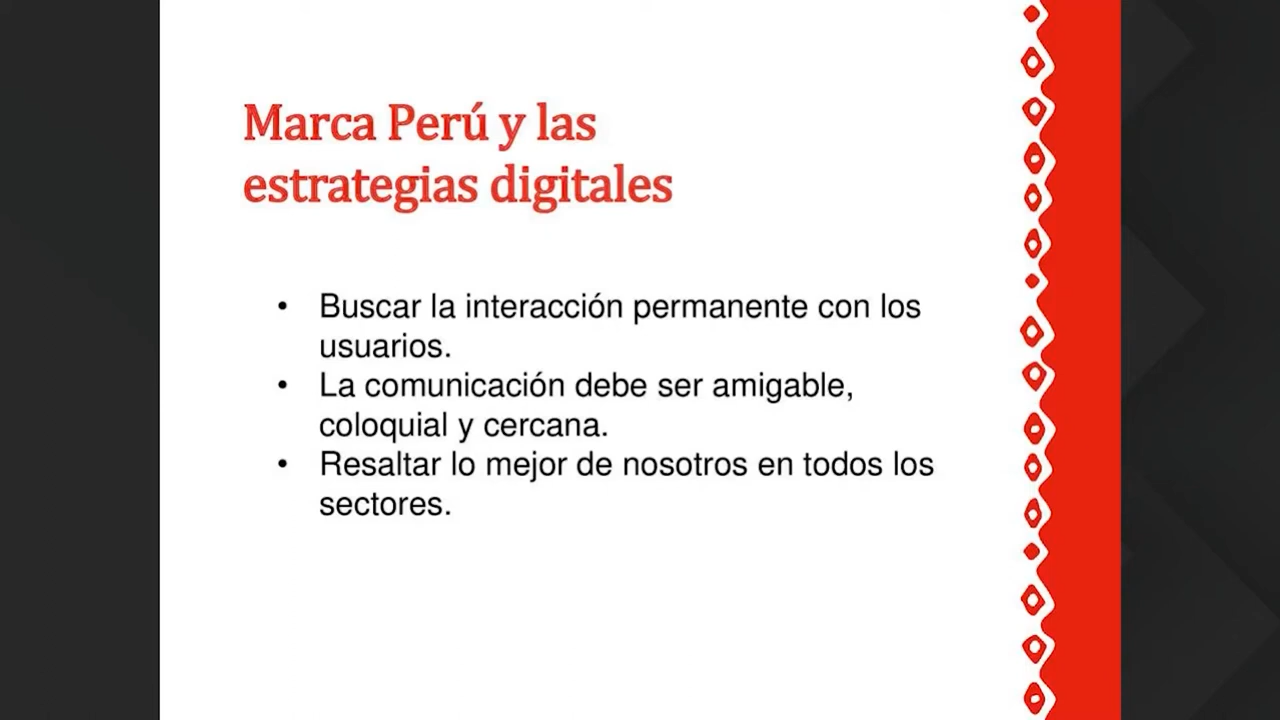 Marca Perú y las
estrategias digitales
• Buscar la interacción permanente con los
usuarios.
• La comunicación debe ser amigable,
coloquial y cercana.
• Resaltar lo mejor de nosotros en todos los
sectores.